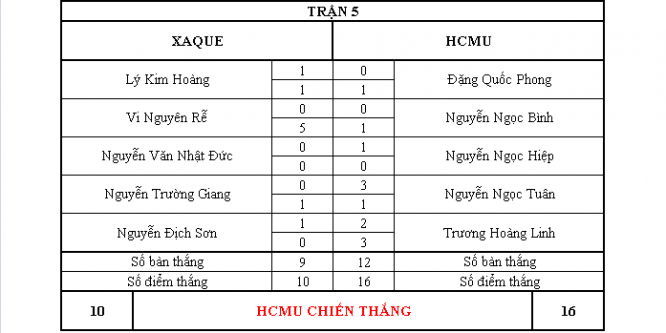 TRẬN 5
XAQUE HCMU
Lý Kim Hoàng 1 0 Đặng Quốc Phong
1 1
Vi Nguyên Rễ 0 0 Nguyễn Ngọc Bình
5 1
Nguyễn Văn Nhật Đức 0 1 Nguyễn Ngọc Hiệp
0 0
Nguyễn Trường Giang 0 3 Nguyễn Ngọc Tuân
1 1
Nguyễn Địch Sơn 1 2 Trương Hoàng Linh
0 3
Số bàn thắng 9 12 Số bàn thắng
Số điểm thắng 10 16 Số điểm thắng
10 HCMU CHIẾN THẮNG 16